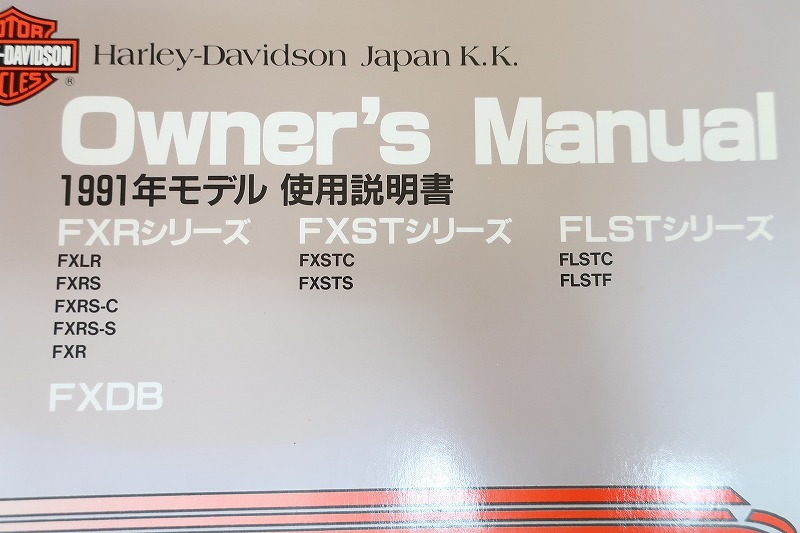 MOTOR
-DAVIDSON
CYCLES
®
Harley-Davidson Japan K.K.
Owner's Manual
1991年モデル 使用説明書
FXRシリーズ FXSTシリーズ FLSTシリーズ
FXLR FXSTC FLSTC
FXRS FXSTS FLSTF
FXRS-C
FXRS-S
FXR
FXDB